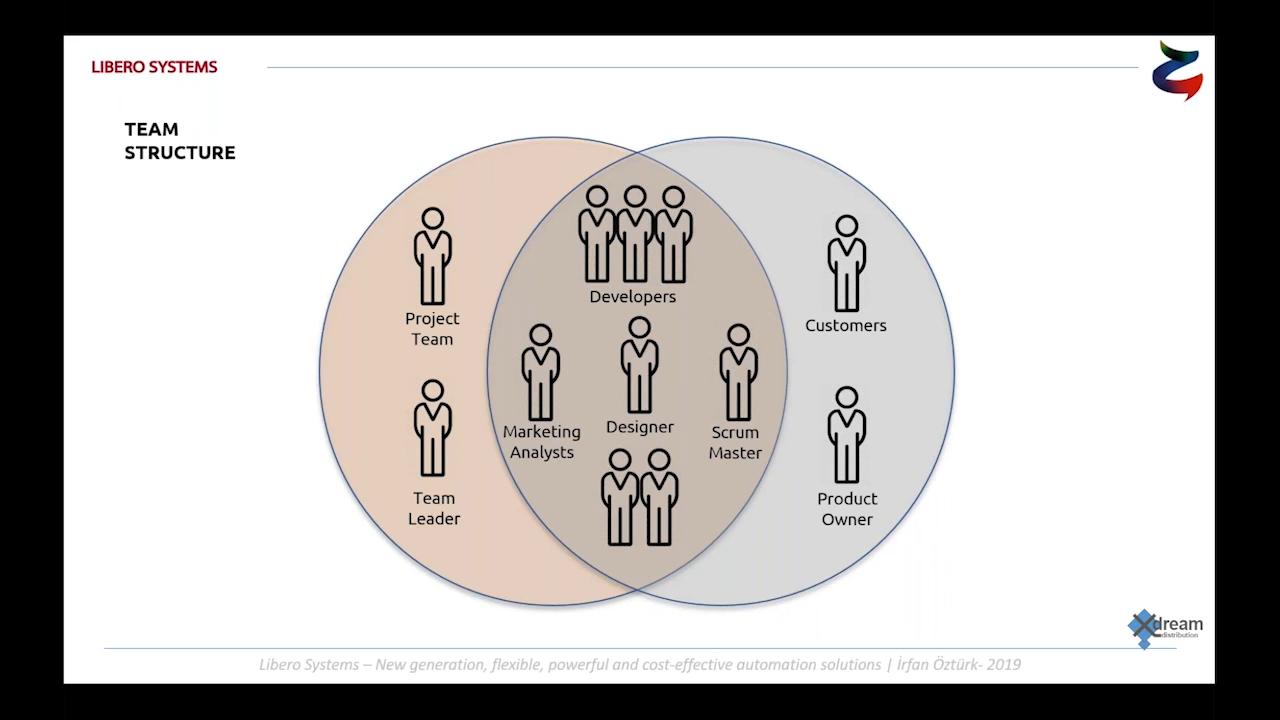 LIBERO SYSTEMS
TEAM
STRUCTURE
Developers
Project
Team
Customers
Marketing
Analysts
Designer
Scrum
Master
Team
Leader
Product
Owner
dream
distribution
Libero Systems – New generation, flexible, powerful and cost-effective automation solutions | İrfan Öztürk- 2019